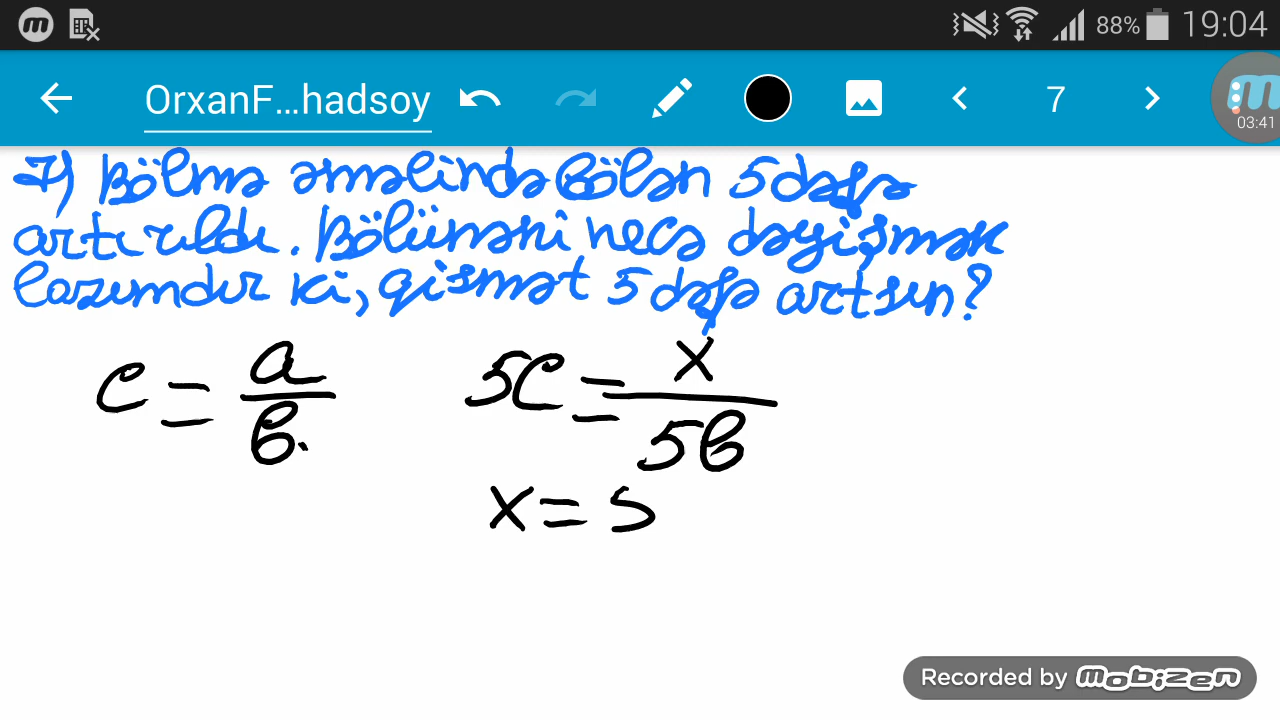 88% 19:04
OrxanF...hadsoy 7
03:41
7) Bölmə əməlində bölən 5 dəfə
artırıldı. Bölünəni necə dəyişmək
lazımdır ki, qismət 5 dəfə artsın?
c = a/b 5c = x/5b
x = 5
Recorded by mobizen